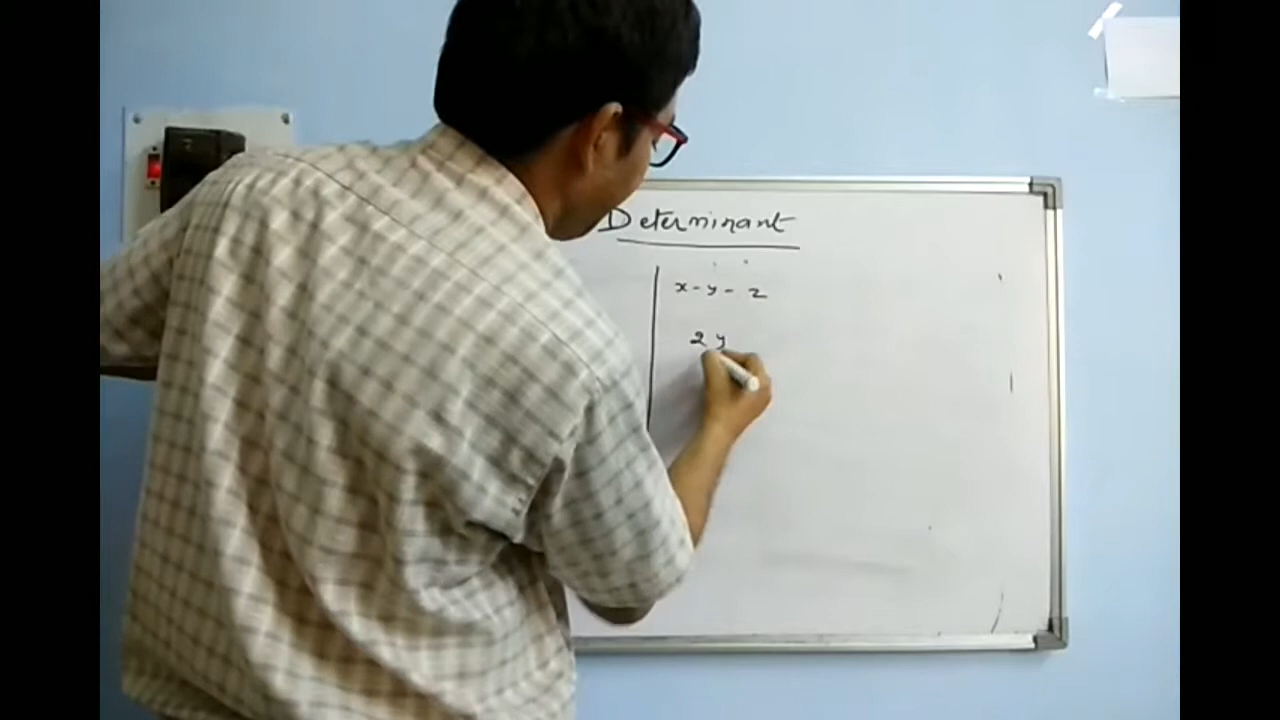 Determinant
x - y - z
2 y